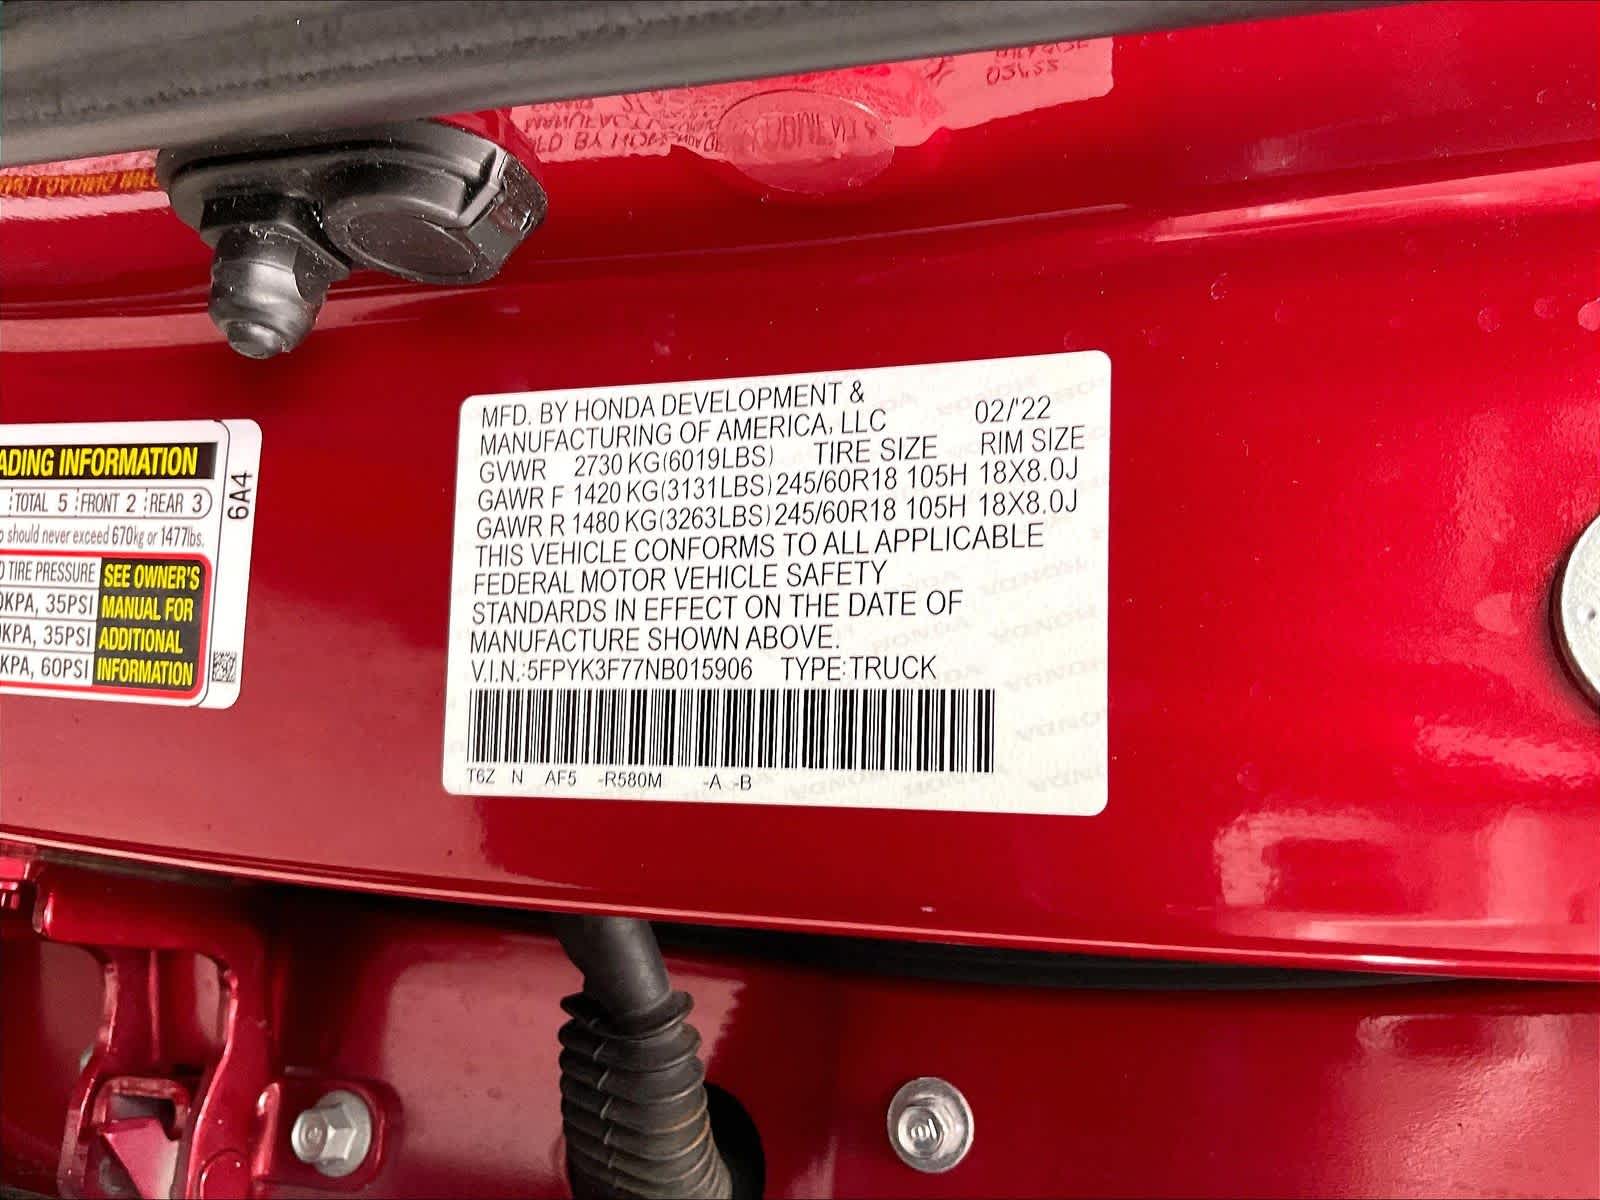 MFD. BY HONDA DEVELOPMENT &
MANUFACTURING OF AMERICA, LLC 02/'22
GVWR 2730 KG(6019LBS) TIRE SIZE RIM SIZE
GAWR F 1420 KG(3131LBS) 245/60R18 105H 18X8.0J
GAWR R 1480 KG(3263LBS) 245/60R18 105H 18X8.0J
THIS VEHICLE CONFORMS TO ALL APPLICABLE
FEDERAL MOTOR VEHICLE SAFETY
STANDARDS IN EFFECT ON THE DATE OF
MANUFACTURE SHOWN ABOVE.
V.I.N.:5FPYK3F77NB015906 TYPE:TRUCK
T6Z N AF5 -R580M -A -B
ADING INFORMATION
TOTAL 5 FRONT 2 REAR 3
should never exceed 670kg or 1477lbs.
TIRE PRESSURE
KPA, 35PSI
KPA, 35PSI
KPA, 60PSI
SEE OWNER'S
MANUAL FOR
ADDITIONAL
INFORMATION
6A4